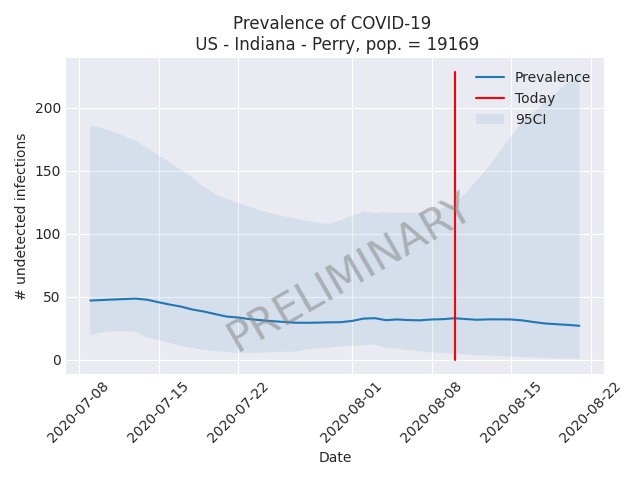 Prevalence of COVID-19
US - Indiana - Perry, pop. = 19169
Prevalence
Today
95CI
200
150
100
50
0
# undetected infections
PRELIMINARY
2020-07-08
2020-07-15
2020-07-22
2020-08-01
2020-08-08
2020-08-15
2020-08-22
Date